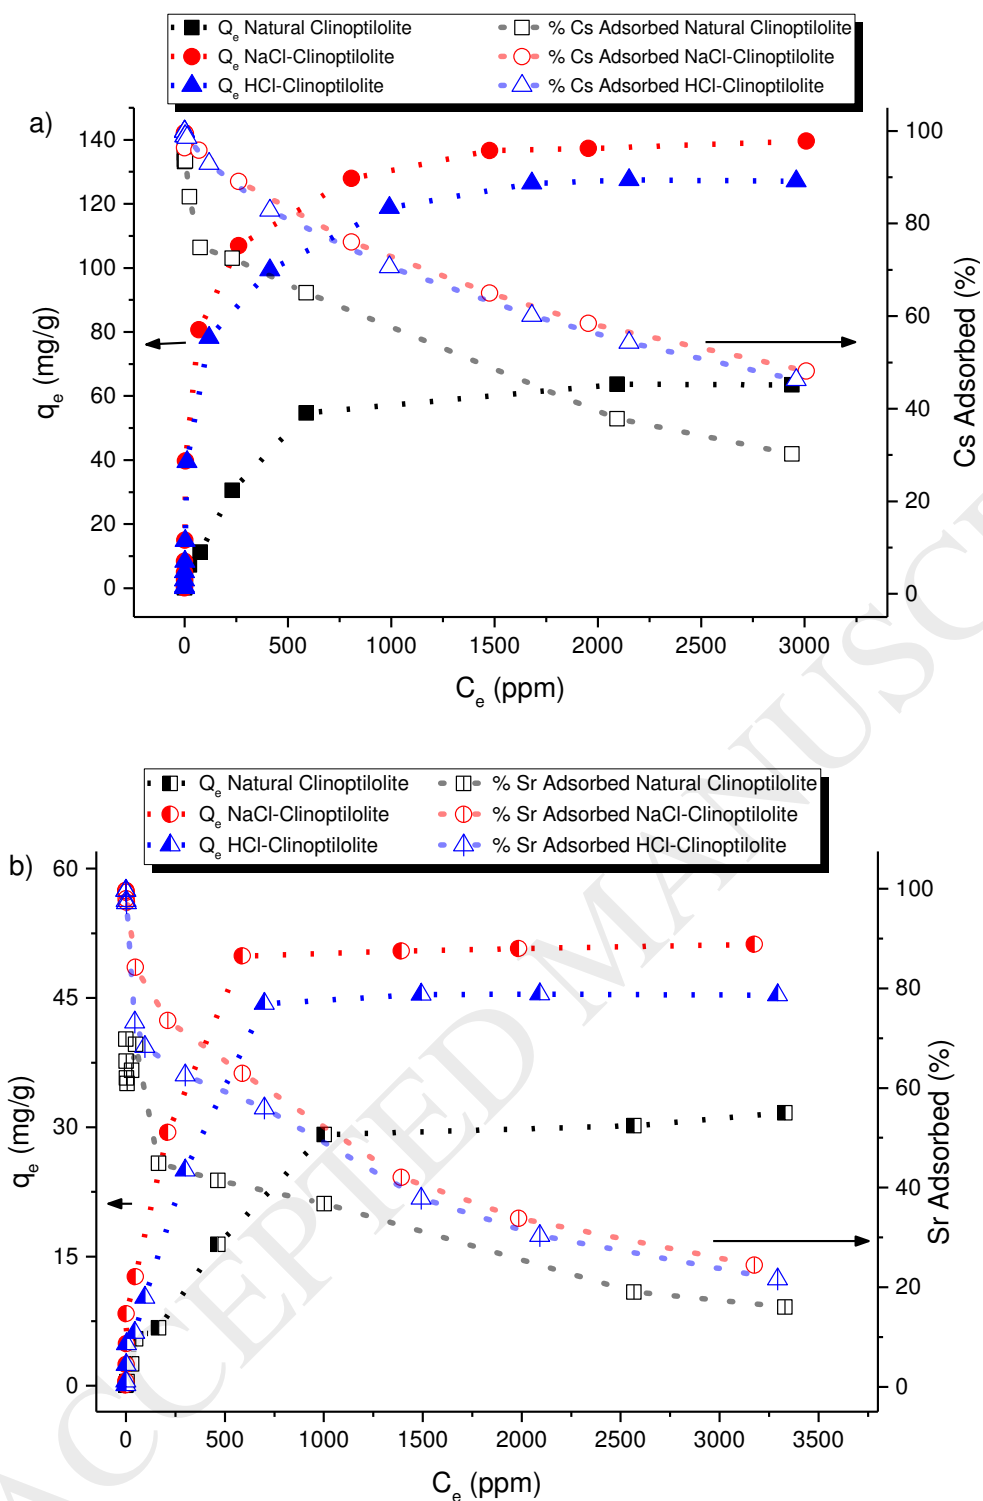 Qe Natural Clinoptilolite % Cs Adsorbed Natural Clinoptilolite
Qe NaCl-Clinoptilolite % Cs Adsorbed NaCl-Clinoptilolite
Qe HCl-Clinoptilolite % Cs Adsorbed HCl-Clinoptilolite
a)
140
120
100
80
60
40
20
0
qe (mg/g)
100
80
60
40
20
0
Cs Adsorbed (%)
0 500 1000 1500 2000 2500 3000
Ce (ppm)
Qe Natural Clinoptilolite % Sr Adsorbed Natural Clinoptilolite
Qe NaCl-Clinoptilolite % Sr Adsorbed NaCl-Clinoptilolite
Qe HCl-Clinoptilolite % Sr Adsorbed HCl-Clinoptilolite
b)
60
45
30
15
0
qe (mg/g)
100
80
60
40
20
0
Sr Adsorbed (%)
0 500 1000 1500 2000 2500 3000 3500
Ce (ppm)
ACCEPTED MANUSCRI